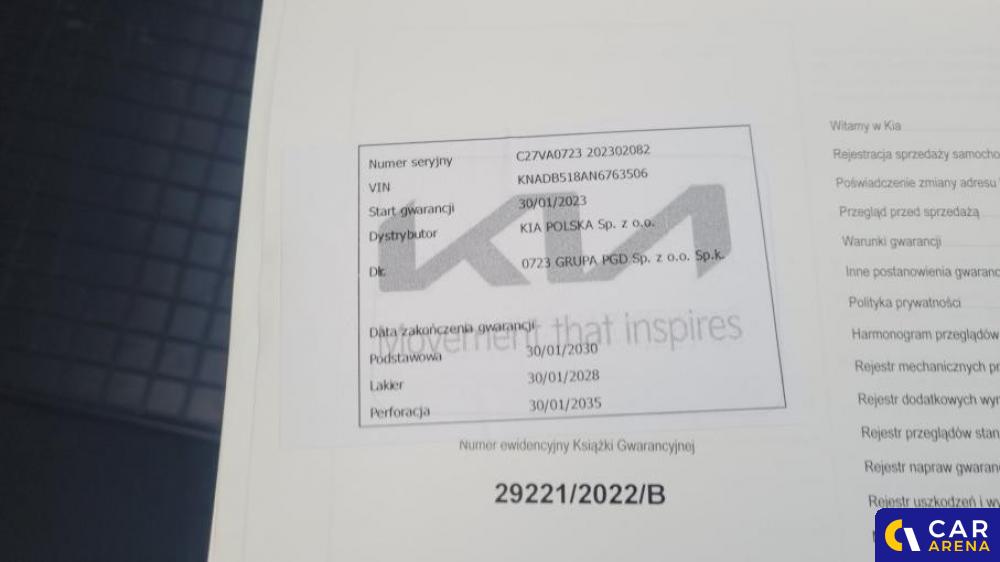 Numer seryjny C27VA0723 202302082
VIN KNADB518AN6763506
Start gwarancji 30/01/2023
Dystrybutor KIA POLSKA Sp. z o.o.
Dlr. 0723 GRUPA PGD Sp. z o.o. Sp.k.
KIA
Movement that inspires
Data zakończenia gwarancji
Podstawowa 30/01/2030
Lakier 30/01/2028
Perforacja 30/01/2035
Numer ewidencyjny Książki Gwarancyjnej
29221/2022/B
Witamy w Kia
Rejestracja sprzedaży samocho
Poświadczenie zmiany adresu
Przegląd przed sprzedażą
Warunki gwarancji
Inne postanowienia gwaranc
Polityka prywatności
Harmonogram przeglądów
Rejestr mechanicznych pr
Rejestr dodatkowych wyn
Rejestr przeglądów stan
Rejestr napraw gwaran
Rejestr uszkodzeń i wy
CAR
ARENA